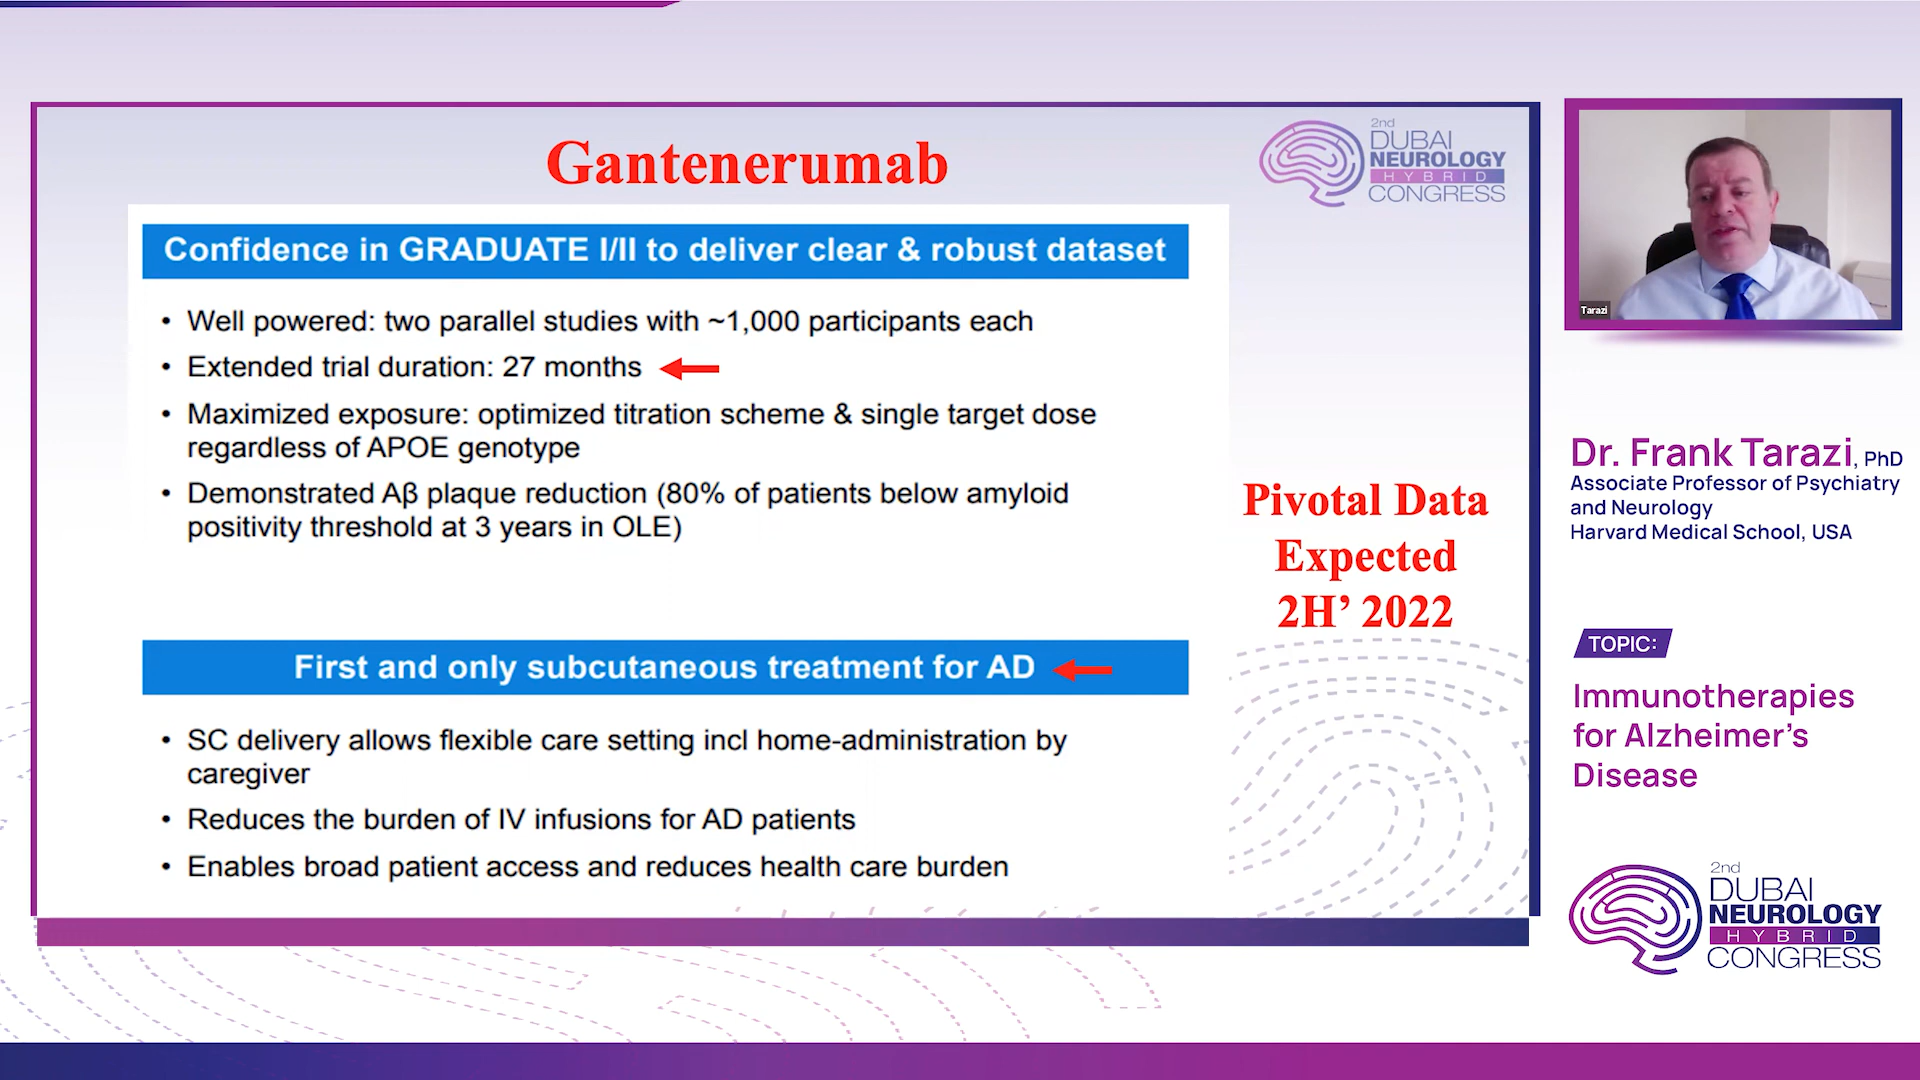 Gantenerumab
2nd
DUBAI
NEUROLOGY
HYBRID
CONGRESS
Confidence in GRADUATE I/II to deliver clear & robust dataset
• Well powered: two parallel studies with ~1,000 participants each
• Extended trial duration: 27 months
• Maximized exposure: optimized titration scheme & single target dose
regardless of APOE genotype
• Demonstrated Aβ plaque reduction (80% of patients below amyloid
positivity threshold at 3 years in OLE)
Pivotal Data
Expected
2H’ 2022
First and only subcutaneous treatment for AD
• SC delivery allows flexible care setting incl home-administration by
caregiver
• Reduces the burden of IV infusions for AD patients
• Enables broad patient access and reduces health care burden
Tarazi
Dr. Frank Tarazi, PhD
Associate Professor of Psychiatry
and Neurology
Harvard Medical School, USA
TOPIC:
Immunotherapies
for Alzheimer’s
Disease
2nd
DUBAI
NEUROLOGY
HYBRID
CONGRESS